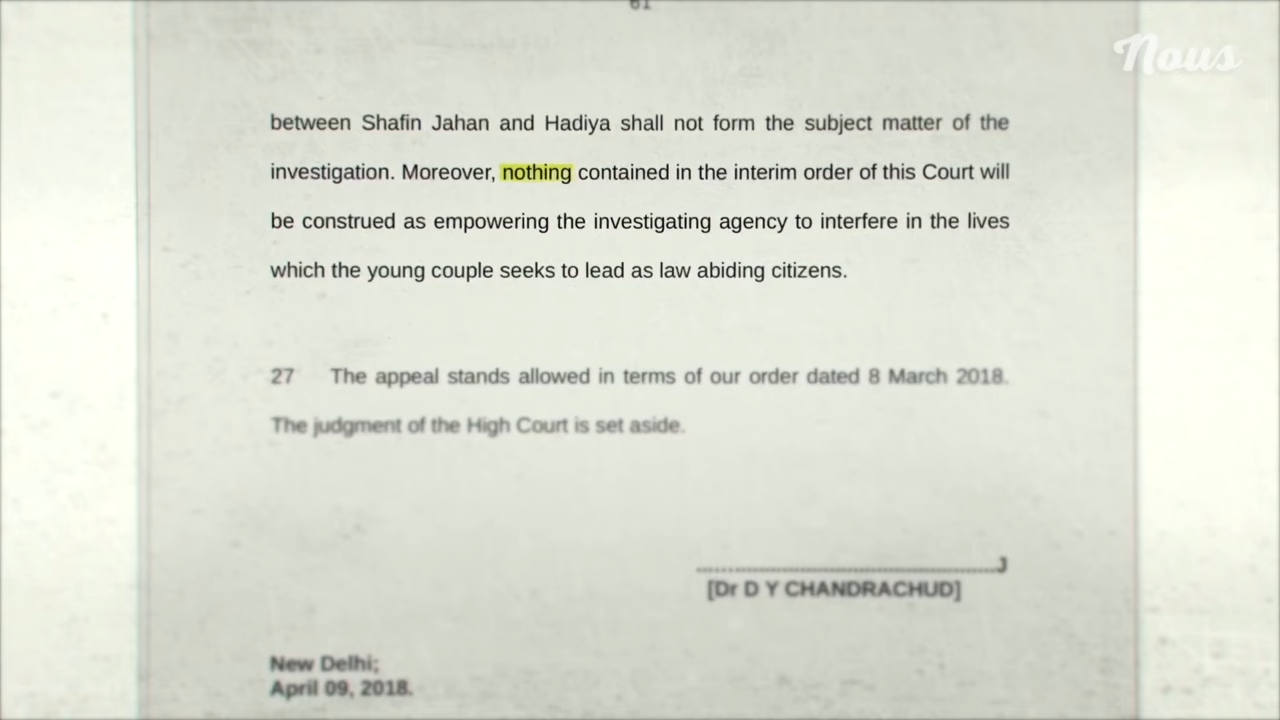 61
Nous
between Shafin Jahan and Hadiya shall not form the subject matter of the
investigation. Moreover, nothing contained in the interim order of this Court will
be construed as empowering the investigating agency to interfere in the lives
which the young couple seeks to lead as law abiding citizens.
27 The appeal stands allowed in terms of our order dated 8 March 2018.
The judgment of the High Court is set aside.
................................................J
[Dr D Y CHANDRACHUD]
New Delhi;
April 09, 2018.